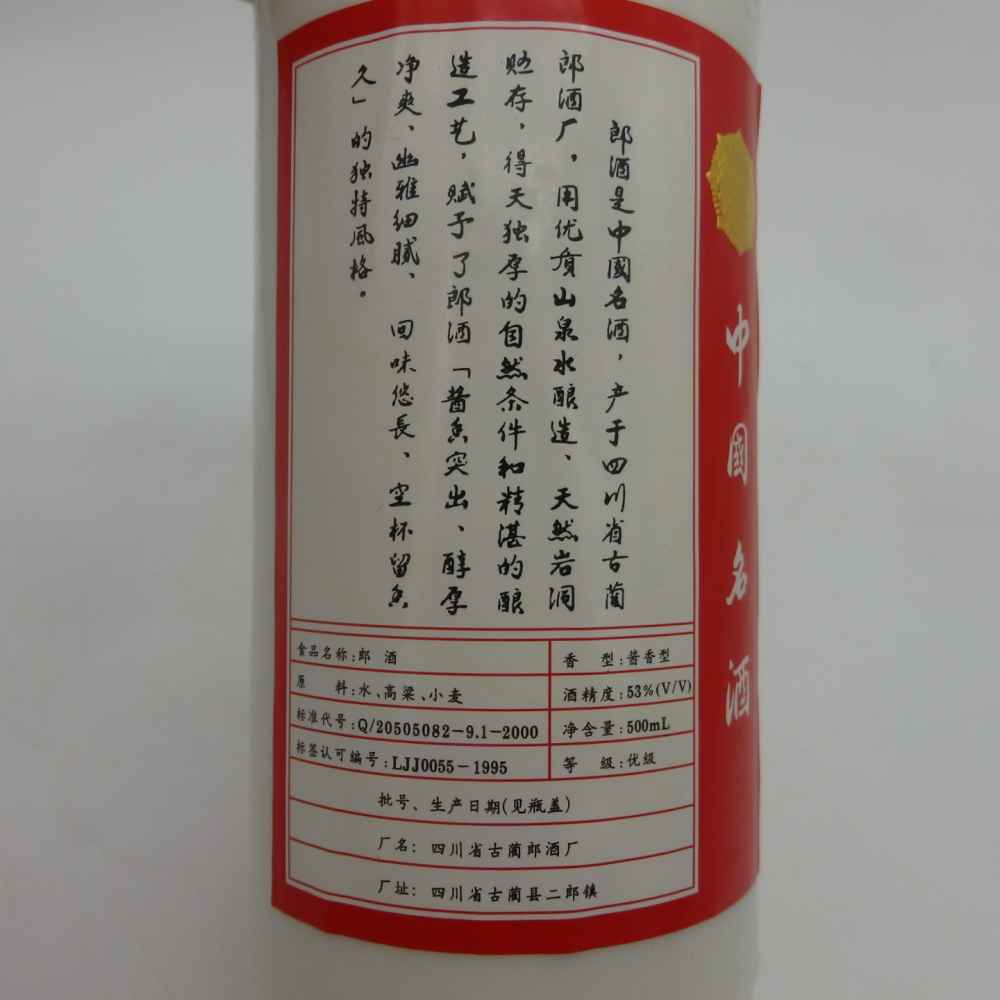 郎酒是中國名酒，产于四川省古蔺
郎酒厂。用优质山泉水酿造、天然岩洞
贮存，得天独厚的自然条件和精湛的酿
造工艺，赋予了郎酒「酱香突出、醇厚
净爽、幽雅细腻、回味悠長、空杯留香
久」的独特风格。
食品名称:郎 酒
香 型:酱香型
原 料:水、高粱、小麦
酒精度:53%(V/V)
标准代号:Q/20505082-9.1-2000
净含量:500mL
标签认可编号:LJJ0055-1995
等 级:优级
批号、生产日期(见瓶盖)
厂名: 四川省古蔺郎酒厂
厂址: 四川省古蔺县二郎镇
中國名酒